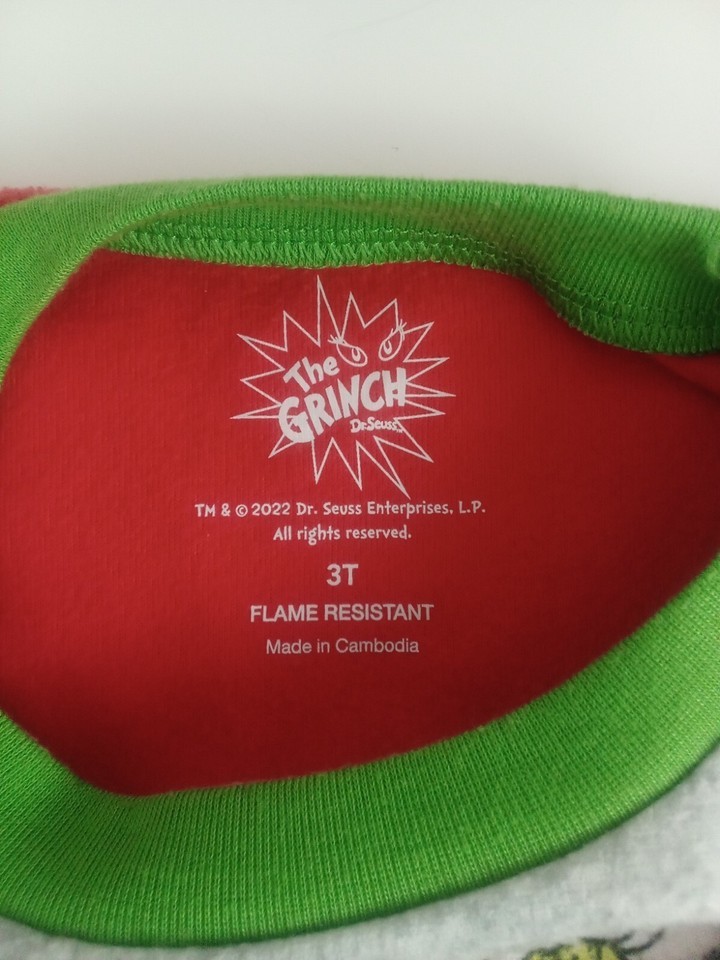 The
GRINCH
Dr. Seuss
TM & © 2022 Dr. Seuss Enterprises, L.P.
All rights reserved.
3T
FLAME RESISTANT
Made in Cambodia